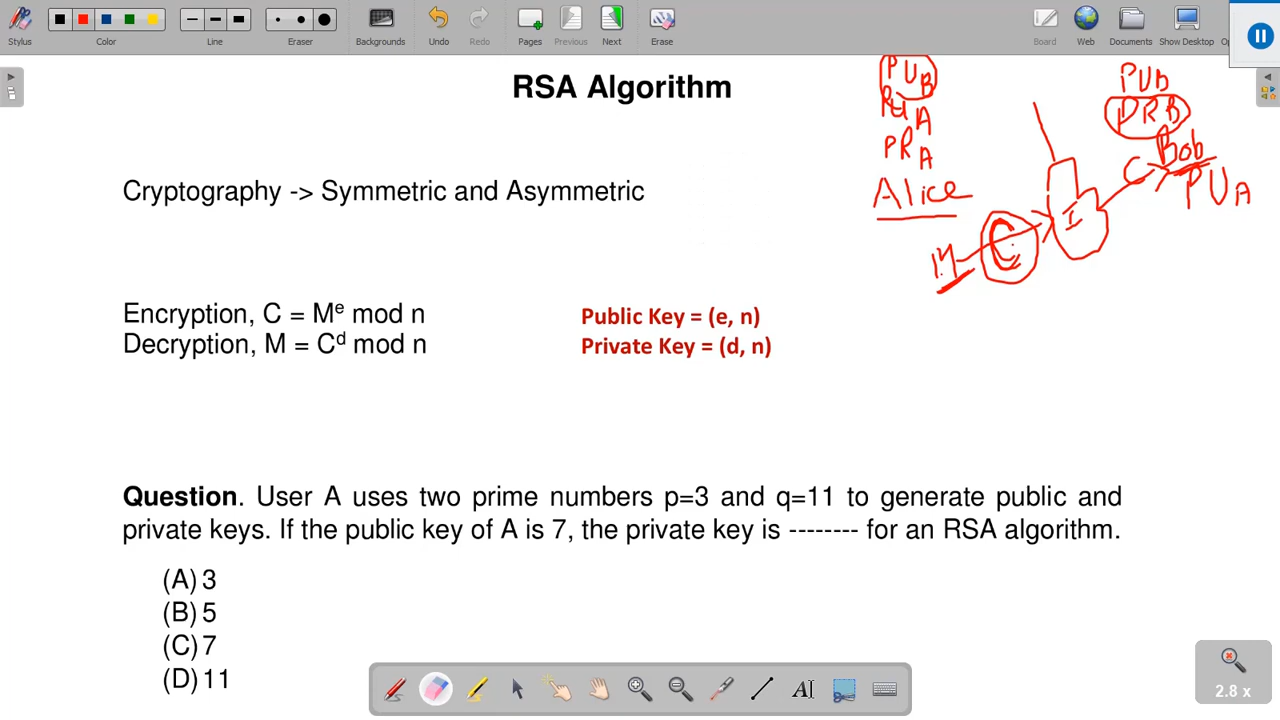 Stylus
Color
Line
Eraser
Backgrounds
Undo
Redo
Pages
Previous
Next
Erase
Board
Web
Documents
Show Desktop
RSA Algorithm
PUB
PUA
PRA
Alice
PUB
PRB
Bob
PUA
M
C
I
C
Cryptography -> Symmetric and Asymmetric
Encryption, C = Mᵉ mod n
Public Key = (e, n)
Decryption, M = Cᵈ mod n
Private Key = (d, n)
Question. User A uses two prime numbers p=3 and q=11 to generate public and
private keys. If the public key of A is 7, the private key is -------- for an RSA algorithm.
(A) 3
(B) 5
(C) 7
(D) 11
2.8 x